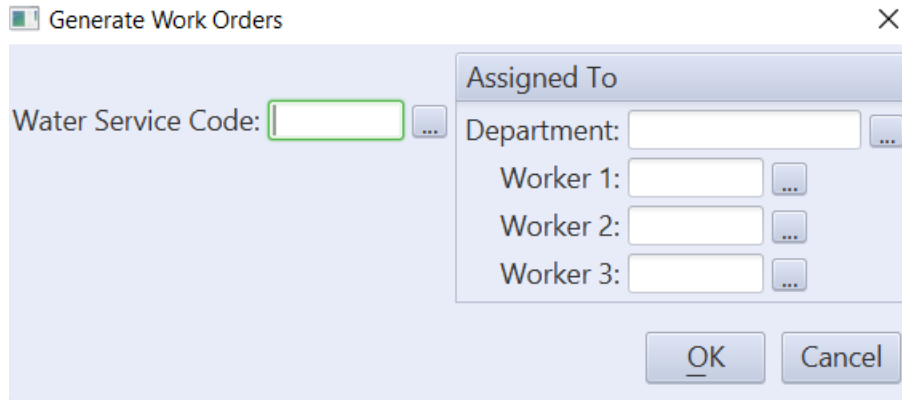 Generate Work Orders
Water Service Code: ...
Assigned To
Department: ...
Worker 1: ...
Worker 2: ...
Worker 3: ...
OK Cancel